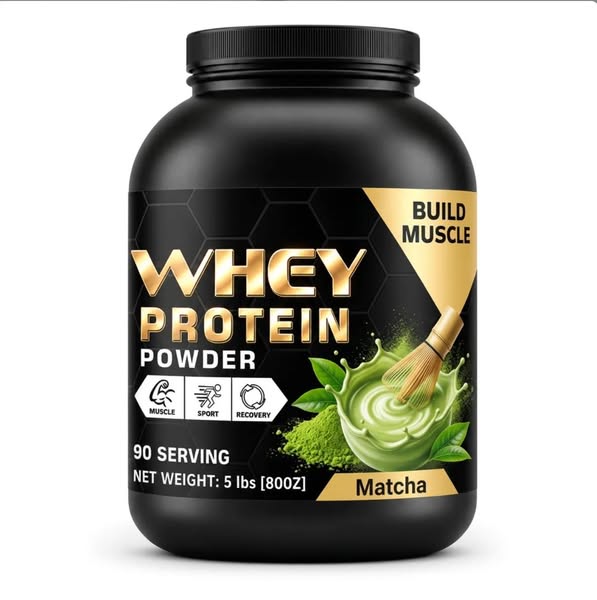 BUILD
MUSCLE
WHEY
PROTEIN
POWDER
MUSCLE
SPORT
RECOVERY
90 SERVING
NET WEIGHT: 5 lbs [80OZ]
Matcha